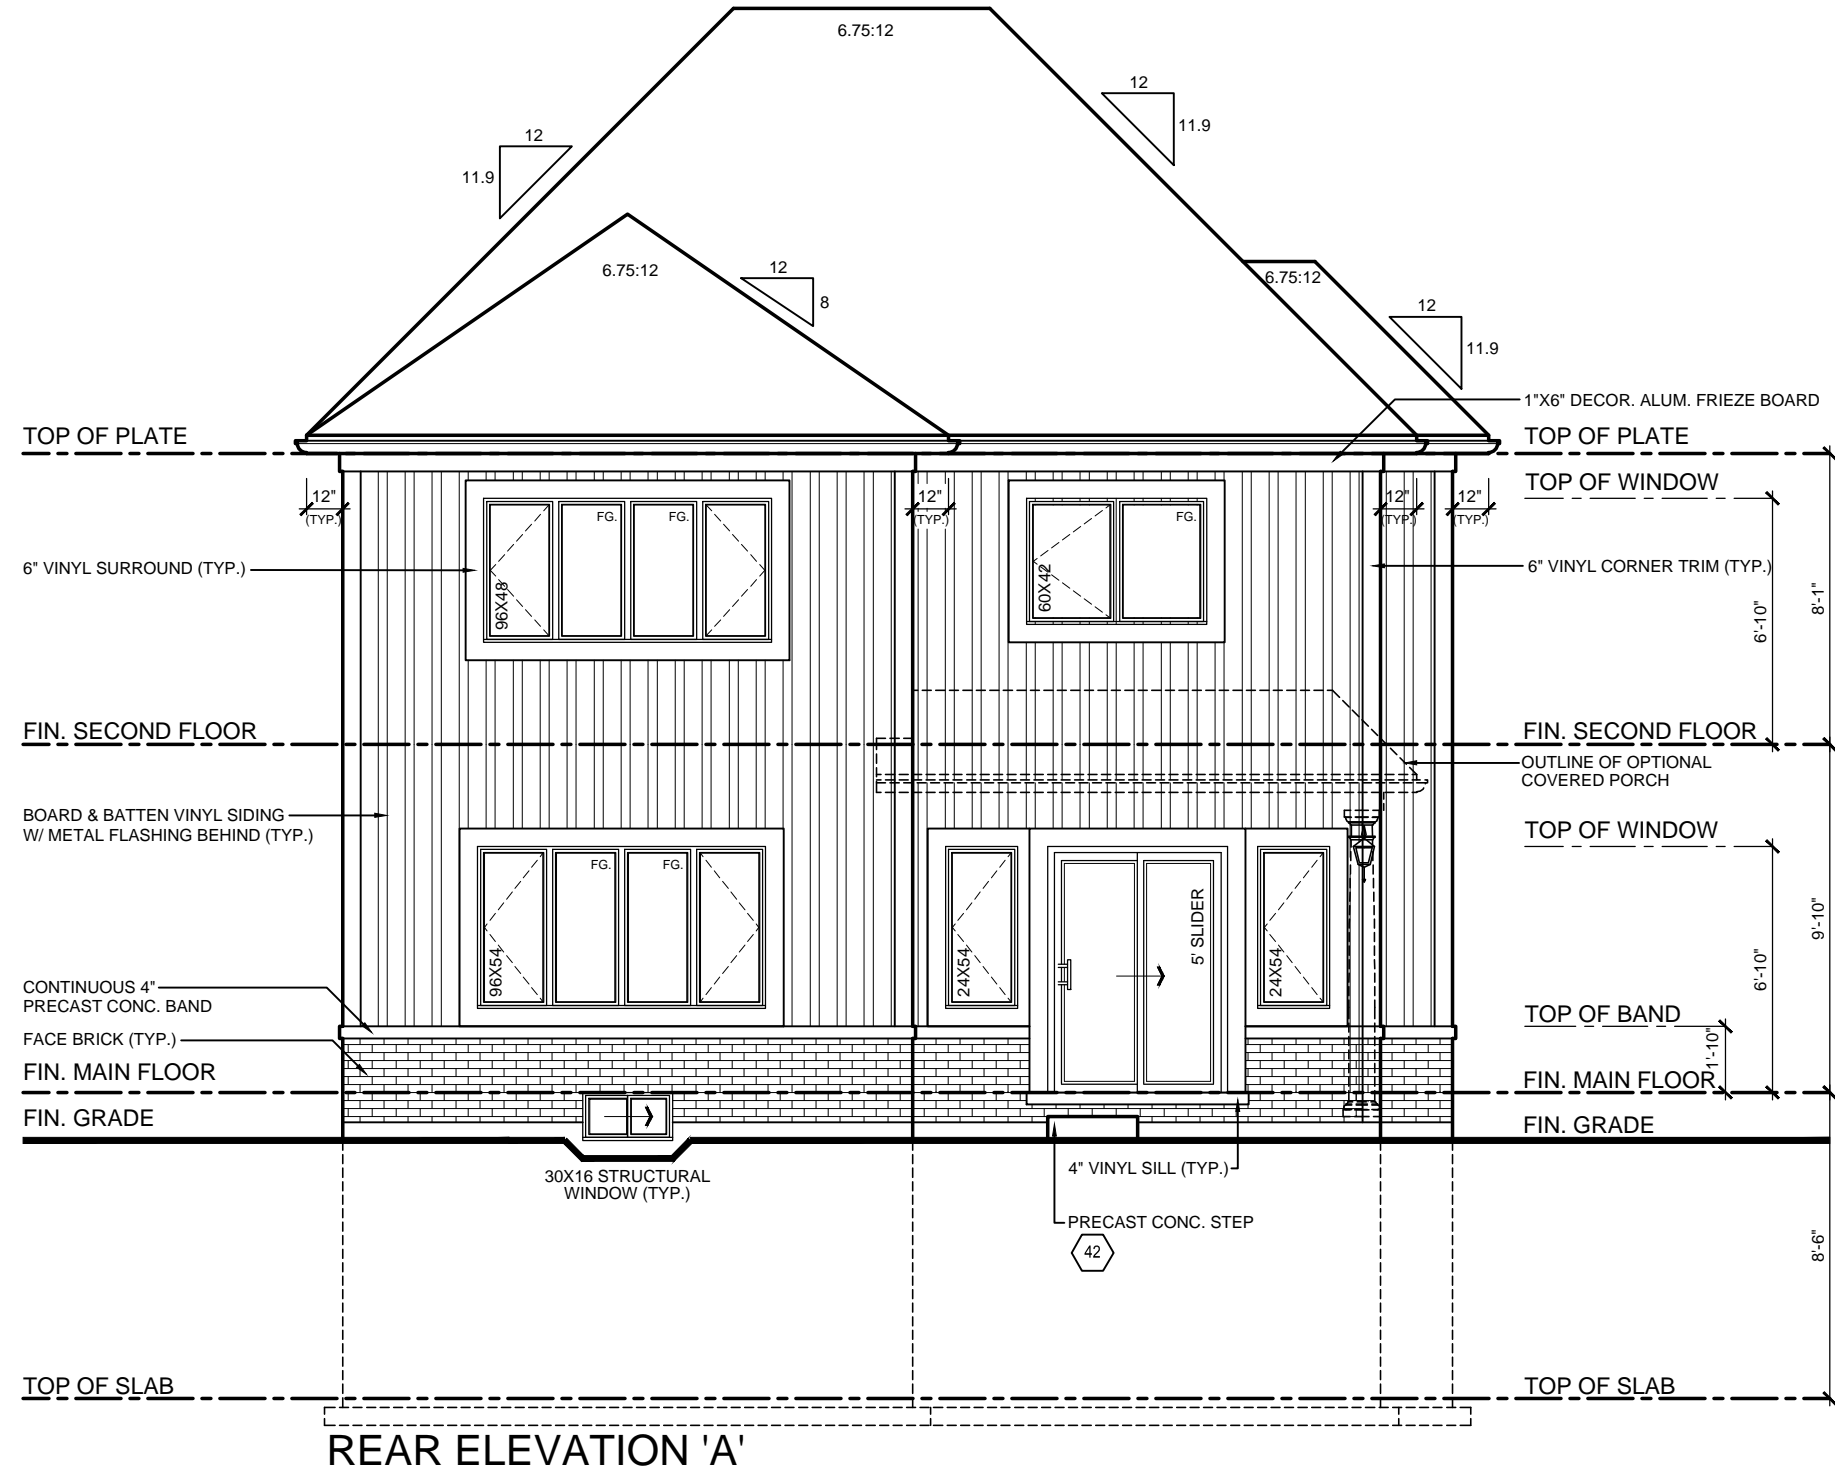 6.75:12
12
11.9
12
11.9
6.75:12
12
8
6.75:12
12
11.9
1"X6" DECOR. ALUM. FRIEZE BOARD
TOP OF PLATE
TOP OF PLATE
TOP OF WINDOW
12"
(TYP.)
12"
(TYP.)
12"
(TYP.)
12"
(TYP.)
FG.
FG.
FG.
96X48
60X42
6" VINYL SURROUND (TYP.)
6" VINYL CORNER TRIM (TYP.)
6'-10"
8'-1"
FIN. SECOND FLOOR
FIN. SECOND FLOOR
OUTLINE OF OPTIONAL
COVERED PORCH
BOARD & BATTEN VINYL SIDING
W/ METAL FLASHING BEHIND (TYP.)
TOP OF WINDOW
FG.
FG.
96X54
24X54
5' SLIDER
24X54
6'-10"
9'-10"
CONTINUOUS 4"
PRECAST CONC. BAND
TOP OF BAND
1'-10"
FACE BRICK (TYP.)
FIN. MAIN FLOOR
FIN. MAIN FLOOR
FIN. GRADE
FIN. GRADE
30X16 STRUCTURAL
WINDOW (TYP.)
4" VINYL SILL (TYP.)
PRECAST CONC. STEP
42
8'-6"
TOP OF SLAB
TOP OF SLAB
REAR ELEVATION 'A'